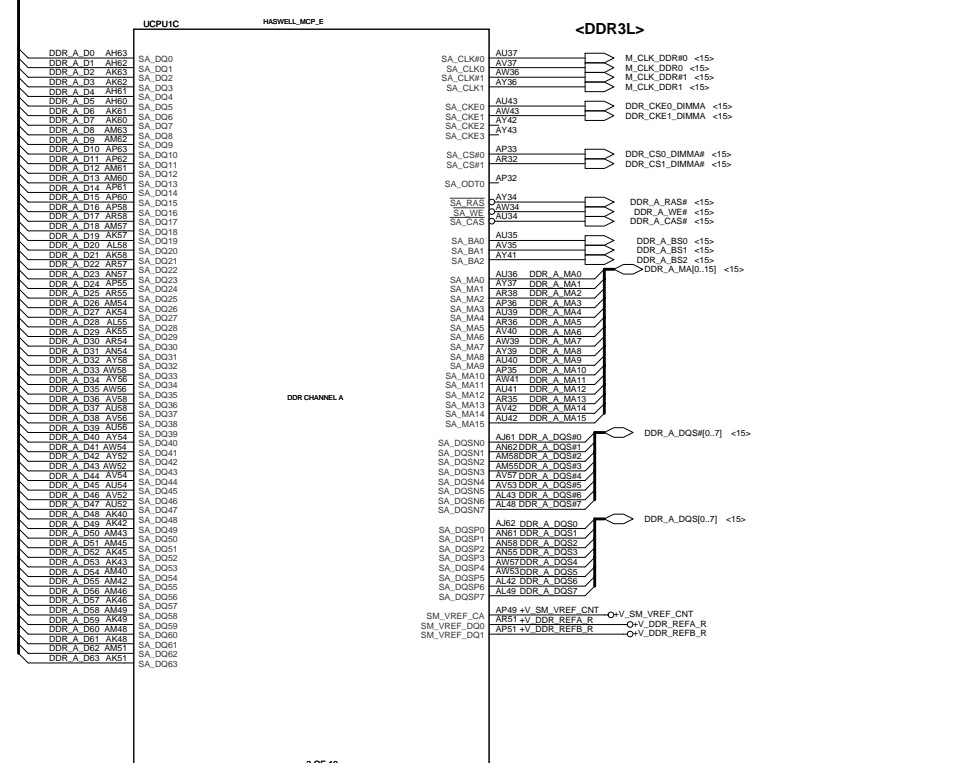 UCPU1C
HASWELL_MCP_E
<DDR3L>
DDR_A_D0 AH63 SA_DQ0
DDR_A_D1 AH62 SA_DQ1
DDR_A_D2 AK63 SA_DQ2
DDR_A_D3 AK62 SA_DQ3
DDR_A_D4 AH61 SA_DQ4
DDR_A_D5 AH60 SA_DQ5
DDR_A_D6 AK61 SA_DQ6
DDR_A_D7 AK60 SA_DQ7
DDR_A_D8 AM63 SA_DQ8
DDR_A_D9 AM62 SA_DQ9
DDR_A_D10 AP63 SA_DQ10
DDR_A_D11 AP62 SA_DQ11
DDR_A_D12 AM61 SA_DQ12
DDR_A_D13 AM60 SA_DQ13
DDR_A_D14 AP61 SA_DQ14
DDR_A_D15 AP60 SA_DQ15
DDR_A_D16 AP58 SA_DQ16
DDR_A_D17 AR58 SA_DQ17
DDR_A_D18 AM57 SA_DQ18
DDR_A_D19 AK57 SA_DQ19
DDR_A_D20 AL58 SA_DQ20
DDR_A_D21 AK58 SA_DQ21
DDR_A_D22 AR57 SA_DQ22
DDR_A_D23 AN57 SA_DQ23
DDR_A_D24 AP55 SA_DQ24
DDR_A_D25 AR55 SA_DQ25
DDR_A_D26 AM54 SA_DQ26
DDR_A_D27 AK54 SA_DQ27
DDR_A_D28 AL55 SA_DQ28
DDR_A_D29 AK55 SA_DQ29
DDR_A_D30 AR54 SA_DQ30
DDR_A_D31 AN54 SA_DQ31
DDR_A_D32 AY58 SA_DQ32
DDR_A_D33 AW58 SA_DQ33
DDR_A_D34 AY56 SA_DQ34
DDR_A_D35 AW56 SA_DQ35
DDR_A_D36 AV58 SA_DQ36
DDR_A_D37 AU58 SA_DQ37
DDR_A_D38 AV56 SA_DQ38
DDR_A_D39 AU56 SA_DQ39
DDR_A_D40 AY54 SA_DQ40
DDR_A_D41 AW54 SA_DQ41
DDR_A_D42 AY52 SA_DQ42
DDR_A_D43 AW52 SA_DQ43
DDR_A_D44 AV54 SA_DQ44
DDR_A_D45 AU54 SA_DQ45
DDR_A_D46 AV52 SA_DQ46
DDR_A_D47 AU52 SA_DQ47
DDR_A_D48 AK40 SA_DQ48
DDR_A_D49 AK42 SA_DQ49
DDR_A_D50 AM43 SA_DQ50
DDR_A_D51 AM45 SA_DQ51
DDR_A_D52 AK45 SA_DQ52
DDR_A_D53 AK43 SA_DQ53
DDR_A_D54 AM40 SA_DQ54
DDR_A_D55 AM42 SA_DQ55
DDR_A_D56 AM46 SA_DQ56
DDR_A_D57 AK46 SA_DQ57
DDR_A_D58 AM49 SA_DQ58
DDR_A_D59 AK49 SA_DQ59
DDR_A_D60 AM48 SA_DQ60
DDR_A_D61 AK48 SA_DQ61
DDR_A_D62 AM51 SA_DQ62
DDR_A_D63 AK51 SA_DQ63
DDR CHANNEL A
SA_CLK#0 AU37 M_CLK_DDR#0 <15>
SA_CLK0 AV37 M_CLK_DDR0 <15>
SA_CLK#1 AW36 M_CLK_DDR#1 <15>
SA_CLK1 AY36 M_CLK_DDR1 <15>
SA_CKE0 AU43 DDR_CKE0_DIMMA <15>
SA_CKE1 AW43 DDR_CKE1_DIMMA <15>
SA_CKE2 AY42
SA_CKE3 AY43
SA_CS#0 AP33 DDR_CS0_DIMMA# <15>
SA_CS#1 AR32 DDR_CS1_DIMMA# <15>
SA_ODT0 AP32
SA_RAS AY34 DDR_A_RAS# <15>
SA_WE AW34 DDR_A_WE# <15>
SA_CAS AU34 DDR_A_CAS# <15>
SA_BA0 AU35 DDR_A_BS0 <15>
SA_BA1 AV35 DDR_A_BS1 <15>
SA_BA2 AY41 DDR_A_BS2 <15>
DDR_A_MA[0..15] <15>
SA_MA0 AU36 DDR_A_MA0
SA_MA1 AY37 DDR_A_MA1
SA_MA2 AR38 DDR_A_MA2
SA_MA3 AP36 DDR_A_MA3
SA_MA4 AU39 DDR_A_MA4
SA_MA5 AR36 DDR_A_MA5
SA_MA6 AV40 DDR_A_MA6
SA_MA7 AW39 DDR_A_MA7
SA_MA8 AY39 DDR_A_MA8
SA_MA9 AU40 DDR_A_MA9
SA_MA10 AP35 DDR_A_MA10
SA_MA11 AW41 DDR_A_MA11
SA_MA12 AU41 DDR_A_MA12
SA_MA13 AR35 DDR_A_MA13
SA_MA14 AV42 DDR_A_MA14
SA_MA15 AU42 DDR_A_MA15
DDR_A_DQS#[0..7] <15>
SA_DQSN0 AJ61 DDR_A_DQS#0
SA_DQSN1 AN62 DDR_A_DQS#1
SA_DQSN2 AM58 DDR_A_DQS#2
SA_DQSN3 AM55 DDR_A_DQS#3
SA_DQSN4 AV57 DDR_A_DQS#4
SA_DQSN5 AV53 DDR_A_DQS#5
SA_DQSN6 AL43 DDR_A_DQS#6
SA_DQSN7 AL48 DDR_A_DQS#7
DDR_A_DQS[0..7] <15>
SA_DQSP0 AJ62 DDR_A_DQS0
SA_DQSP1 AN61 DDR_A_DQS1
SA_DQSP2 AN58 DDR_A_DQS2
SA_DQSP3 AN55 DDR_A_DQS3
SA_DQSP4 AW57 DDR_A_DQS4
SA_DQSP5 AW53 DDR_A_DQS5
SA_DQSP6 AL42 DDR_A_DQS6
SA_DQSP7 AL49 DDR_A_DQS7
SM_VREF_CA AP49 +V_SM_VREF_CNT +V_SM_VREF_CNT
SM_VREF_DQ0 AR51 +V_DDR_REFA_R +V_DDR_REFA_R
SM_VREF_DQ1 AP51 +V_DDR_REFB_R +V_DDR_REFB_R